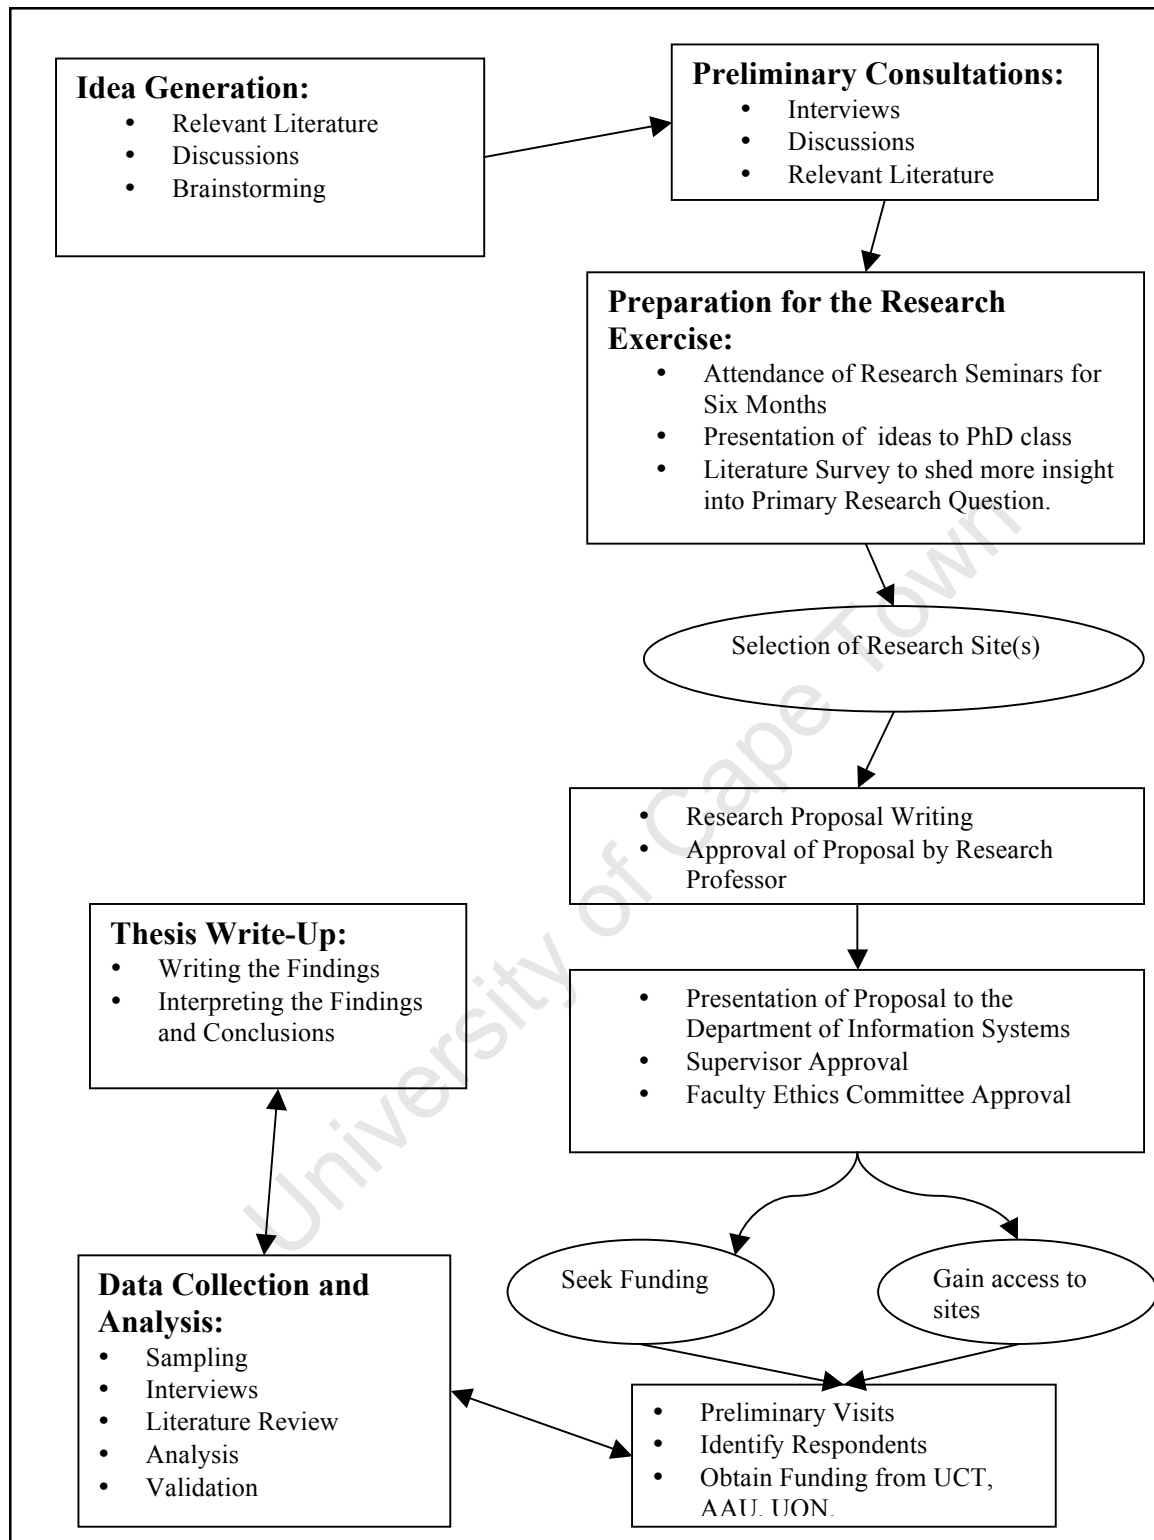 Idea Generation:
• Relevant Literature
• Discussions
• Brainstorming
Preliminary Consultations:
• Interviews
• Discussions
• Relevant Literature
Preparation for the Research
Exercise:
• Attendance of Research Seminars for
Six Months
• Presentation of ideas to PhD class
• Literature Survey to shed more insight
into Primary Research Question.
Selection of Research Site(s)
• Research Proposal Writing
• Approval of Proposal by Research
Professor
• Presentation of Proposal to the
Department of Information Systems
• Supervisor Approval
• Faculty Ethics Committee Approval
Seek Funding
Gain access to
sites
• Preliminary Visits
• Identify Respondents
• Obtain Funding from UCT,
AAU, UON.
Data Collection and
Analysis:
• Sampling
• Interviews
• Literature Review
• Analysis
• Validation
Thesis Write-Up:
• Writing the Findings
• Interpreting the Findings
and Conclusions
University of Cape Town